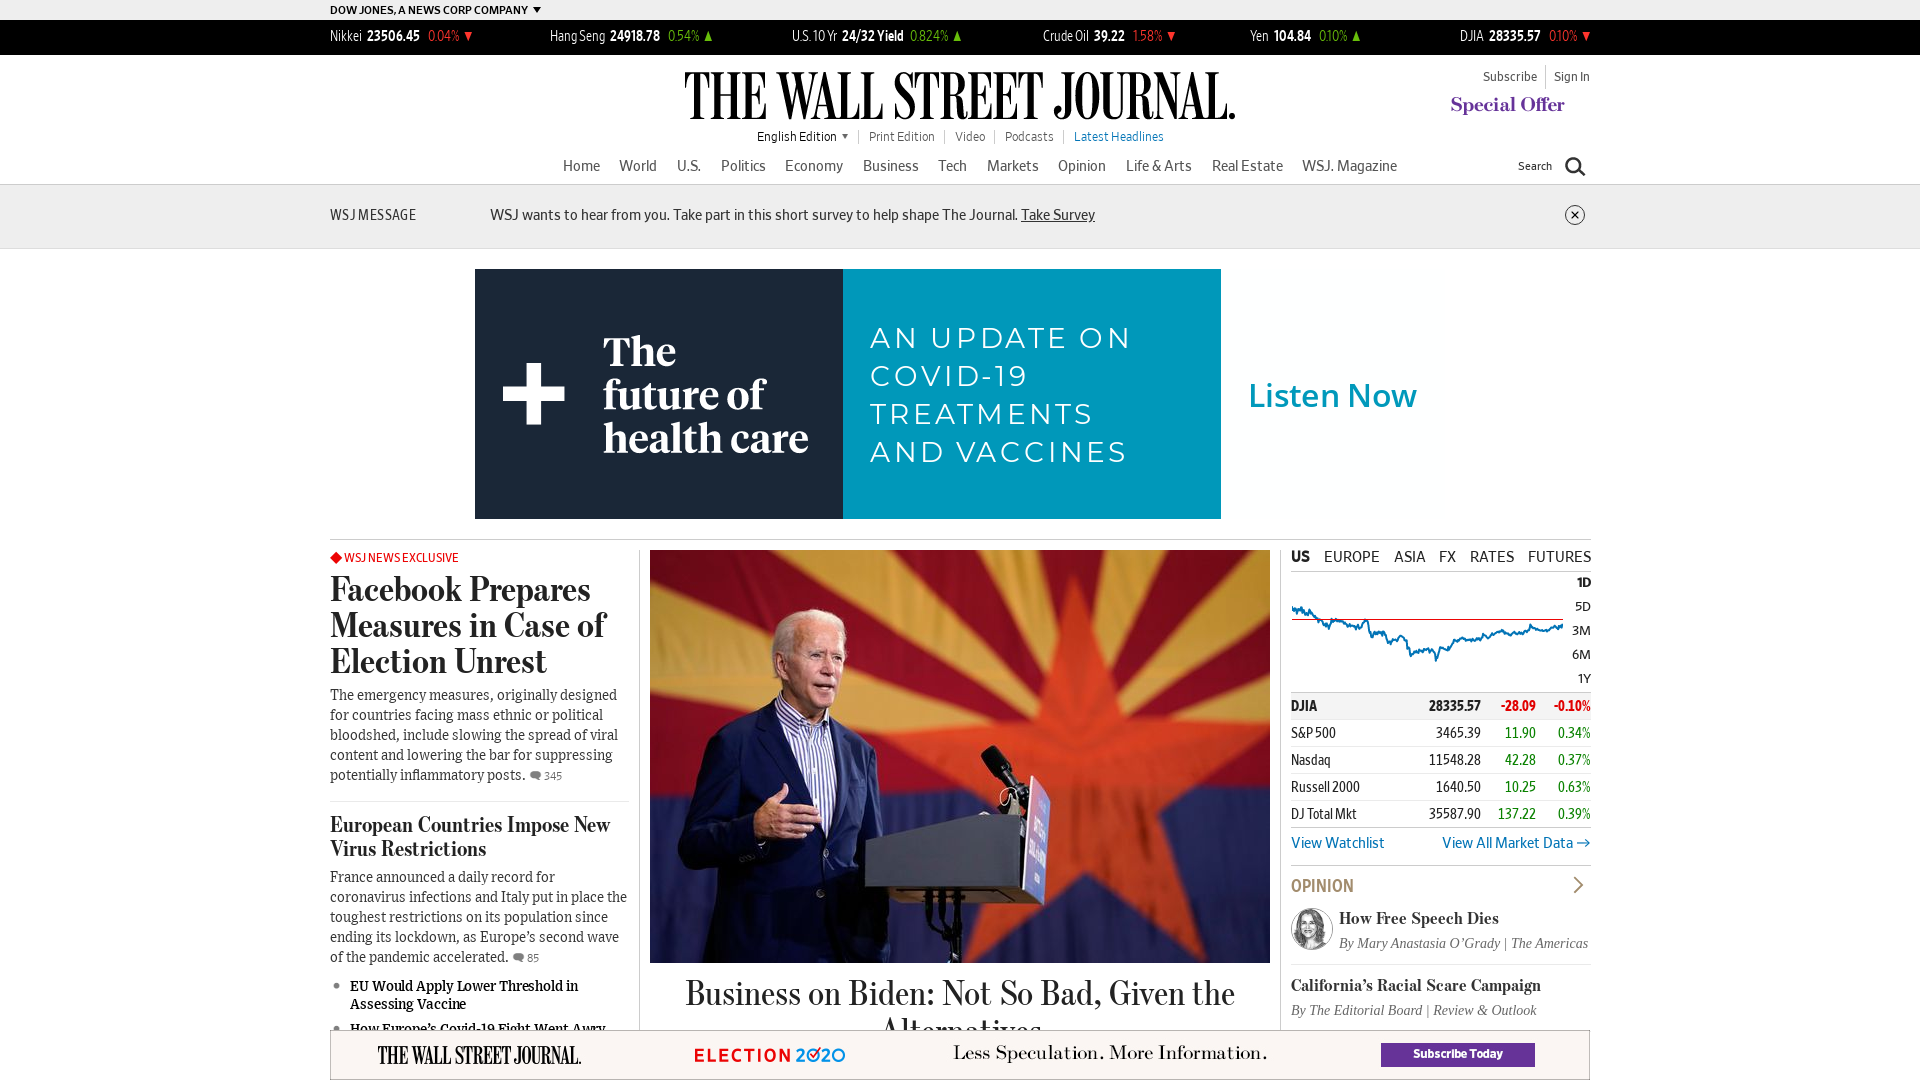 DOW JONES, A NEWS CORP COMPANY
Nikkei 23506.45 0.04% Hang Seng 24918.78 0.54% U.S. 10 Yr 24/32 Yield 0.824% Crude Oil 39.22 1.58% Yen 104.84 0.10% DJIA 28335.57 0.10%
THE WALL STREET JOURNAL.
Subscribe Sign In
Special Offer
English Edition Print Edition Video Podcasts Latest Headlines
Home World U.S. Politics Economy Business Tech Markets Opinion Life & Arts Real Estate WSJ. Magazine Search
WSJ MESSAGE WSJ wants to hear from you. Take part in this short survey to help shape The Journal. Take Survey
The
future of
health care
AN UPDATE ON
COVID-19
TREATMENTS
AND VACCINES
Listen Now
WSJ NEWS EXCLUSIVE
Facebook Prepares
Measures in Case of
Election Unrest
The emergency measures, originally designed
for countries facing mass ethnic or political
bloodshed, include slowing the spread of viral
content and lowering the bar for suppressing
potentially inflammatory posts. 345
European Countries Impose New
Virus Restrictions
France announced a daily record for
coronavirus infections and Italy put in place the
toughest restrictions on its population since
ending its lockdown, as Europe’s second wave
of the pandemic accelerated. 85
EU Would Apply Lower Threshold in
Assessing Vaccine
How Europe’s Covid-19 Fight Went Awry
Business on Biden: Not So Bad, Given the
Alternatives
US EUROPE ASIA FX RATES FUTURES
1D
5D
3M
6M
1Y
DJIA 28335.57 -28.09 -0.10%
S&P 500 3465.39 11.90 0.34%
Nasdaq 11548.28 42.28 0.37%
Russell 2000 1640.50 10.25 0.63%
DJ Total Mkt 35587.90 137.22 0.39%
View Watchlist View All Market Data
OPINION
How Free Speech Dies
By Mary Anastasia O’Grady | The Americas
California’s Racial Scare Campaign
By The Editorial Board | Review & Outlook
THE WALL STREET JOURNAL. ELECTION 2020 Less Speculation. More Information. Subscribe Today